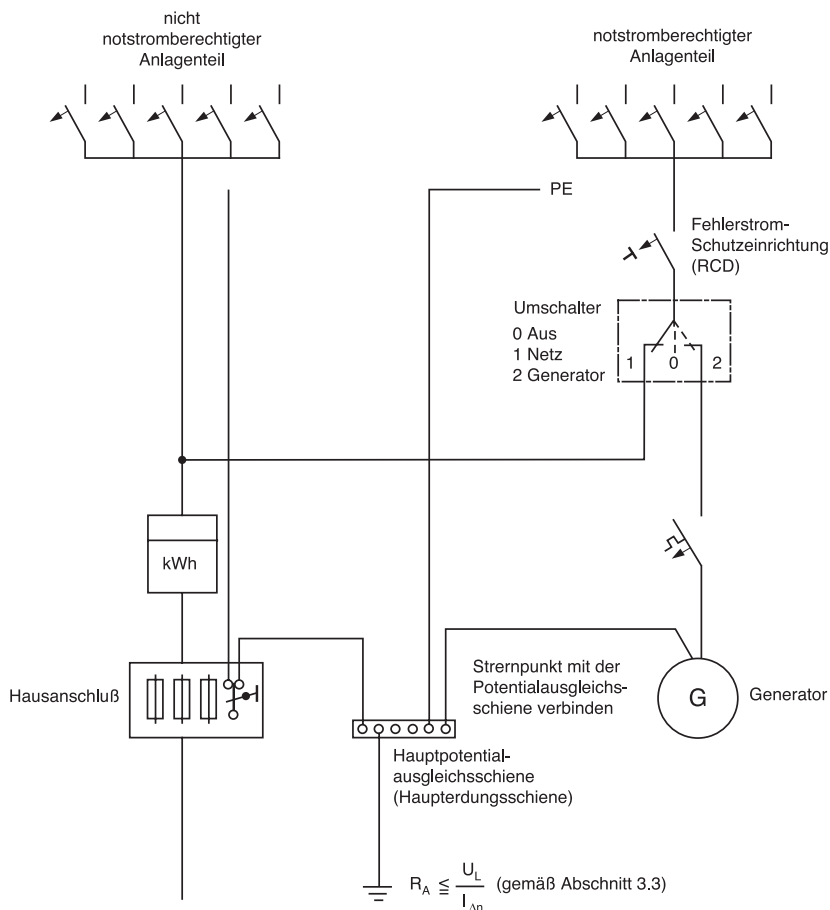 nicht
notstromberechtigter
Anlagenteil
notstromberechtigter
Anlagenteil
PE
Fehlerstrom-
Schutzeinrichtung
(RCD)
Umschalter
0 Aus
1 Netz
2 Generator
1 0 2
kWh
Hausanschluß
Strernpunkt mit der
Potentialausgleichs-
schiene verbinden
G
Generator
Hauptpotential-
ausgleichsschiene
(Haupterdungsschiene)
R_A ≦ U_L / I_Δn (gemäß Abschnitt 3.3)